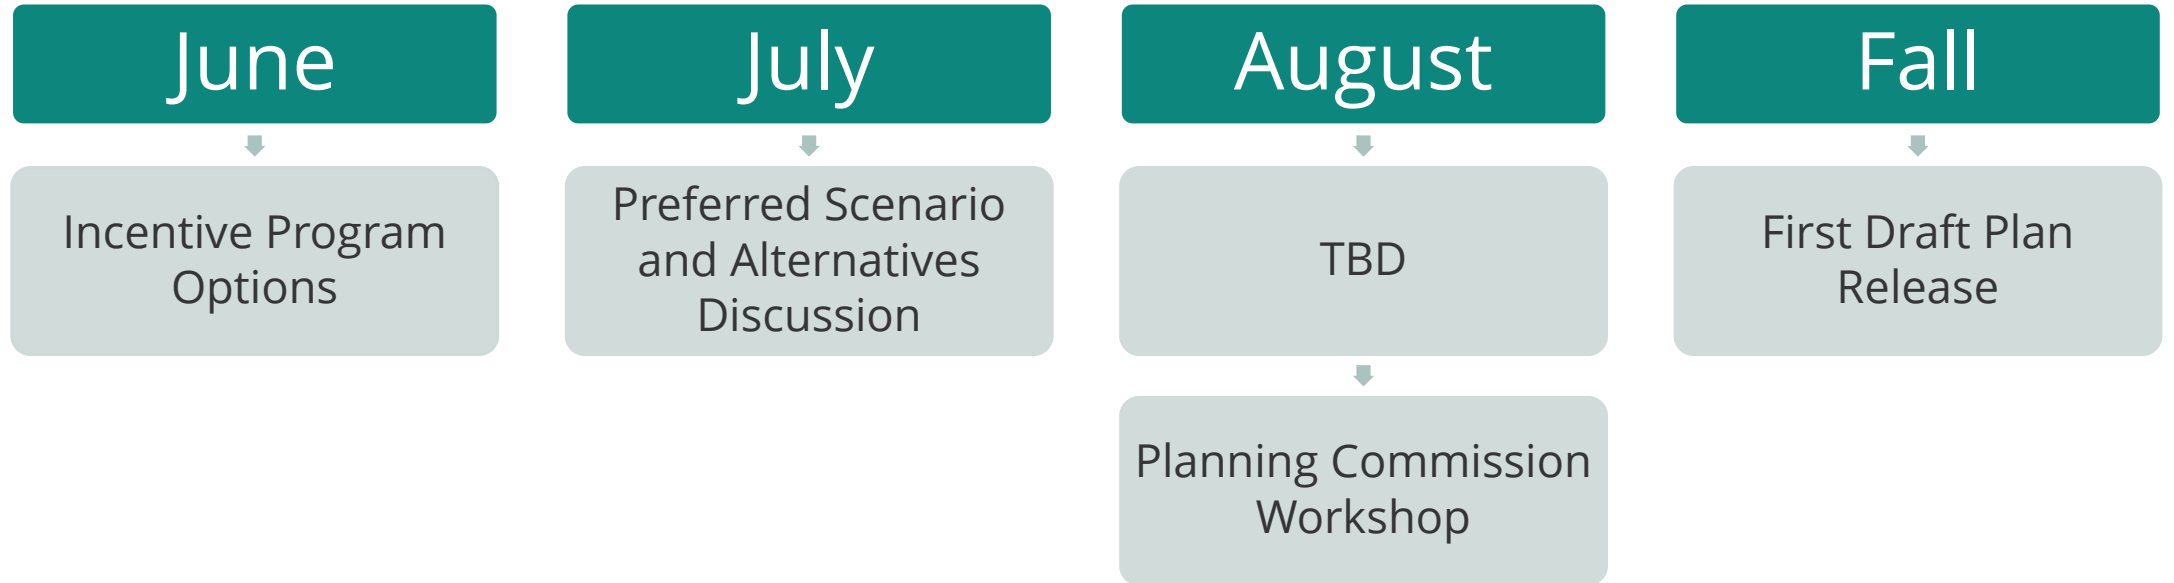 June
Incentive Program
Options
July
Preferred Scenario
and Alternatives
Discussion
August
TBD
Planning Commission
Workshop
Fall
First Draft Plan
Release